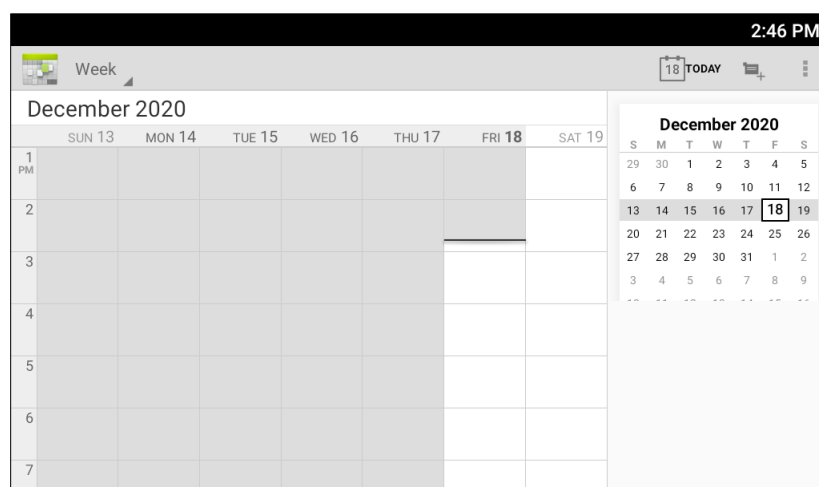 2:46 PM
Week
18 TODAY
December 2020
SUN 13 MON 14 TUE 15 WED 16 THU 17 FRI 18 SAT 19
1 PM
2
3
4
5
6
7
December 2020
S M T W T F S
29 30 1 2 3 4 5
6 7 8 9 10 11 12
13 14 15 16 17 18 19
20 21 22 23 24 25 26
27 28 29 30 31 1 2
3 4 5 6 7 8 9